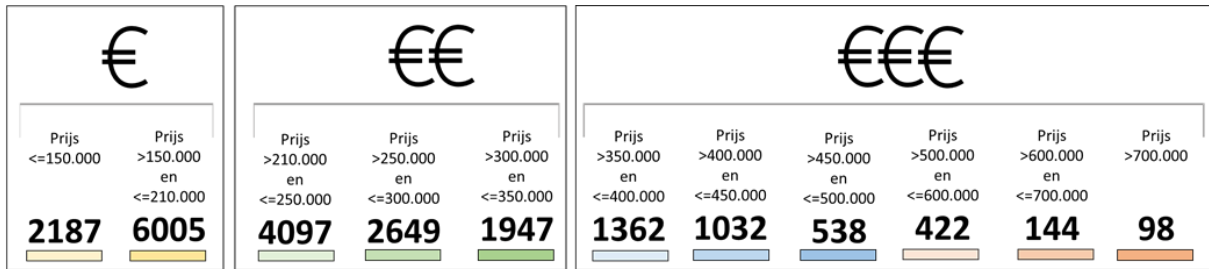 €
Prijs
<=150.000
2187
Prijs
>150.000
en
<=210.000
6005
€€
Prijs
>210.000
en
<=250.000
4097
Prijs
>250.000
en
<=300.000
2649
Prijs
>300.000
en
<=350.000
1947
€€€
Prijs
>350.000
en
<=400.000
1362
Prijs
>400.000
en
<=450.000
1032
Prijs
>450.000
en
<=500.000
538
Prijs
>500.000
en
<=600.000
422
Prijs
>600.000
en
<=700.000
144
Prijs
>700.000
98